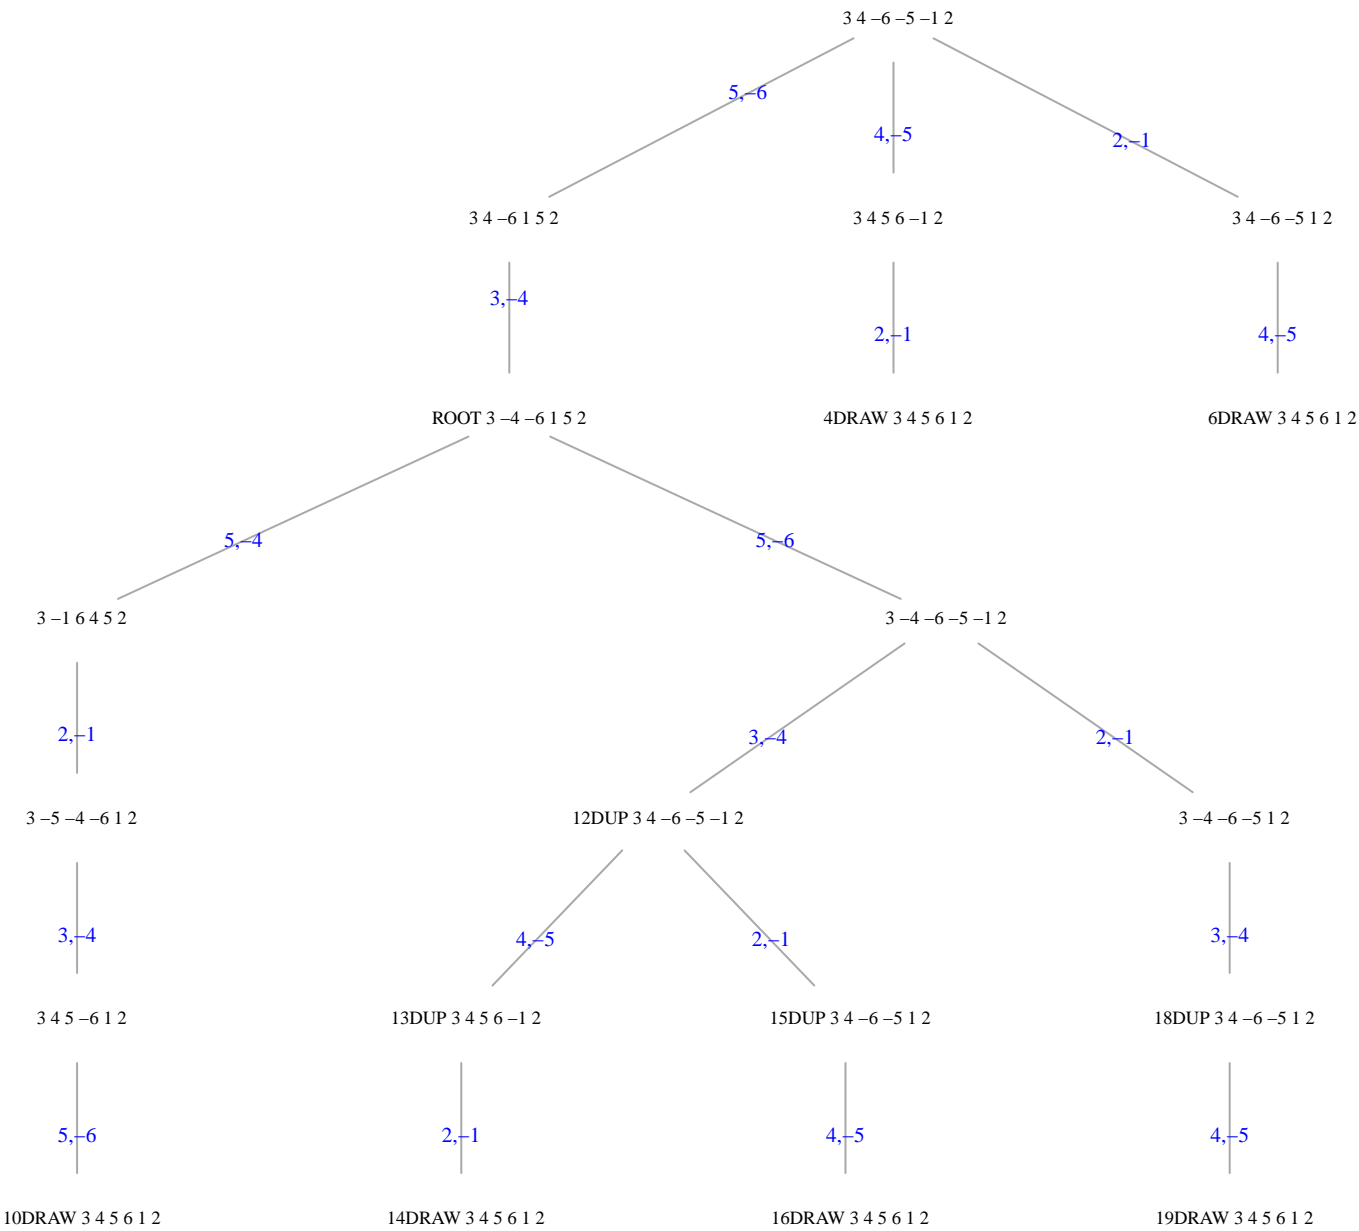 3 4 –6 –5 –1 2
5,–6
4,–5
2,–1
3 4 –6 1 5 2
3 4 5 6 –1 2
3 4 –6 –5 1 2
3,–4
2,–1
4,–5
ROOT 3 –4 –6 1 5 2
4DRAW 3 4 5 6 1 2
6DRAW 3 4 5 6 1 2
5,–4
5,–6
3 –1 6 4 5 2
3 –4 –6 –5 –1 2
2,–1
3,–4
2,–1
3 –5 –4 –6 1 2
12DUP 3 4 –6 –5 –1 2
3 –4 –6 –5 1 2
3,–4
4,–5
2,–1
3,–4
3 4 5 –6 1 2
13DUP 3 4 5 6 –1 2
15DUP 3 4 –6 –5 1 2
18DUP 3 4 –6 –5 1 2
5,–6
2,–1
4,–5
4,–5
10DRAW 3 4 5 6 1 2
14DRAW 3 4 5 6 1 2
16DRAW 3 4 5 6 1 2
19DRAW 3 4 5 6 1 2